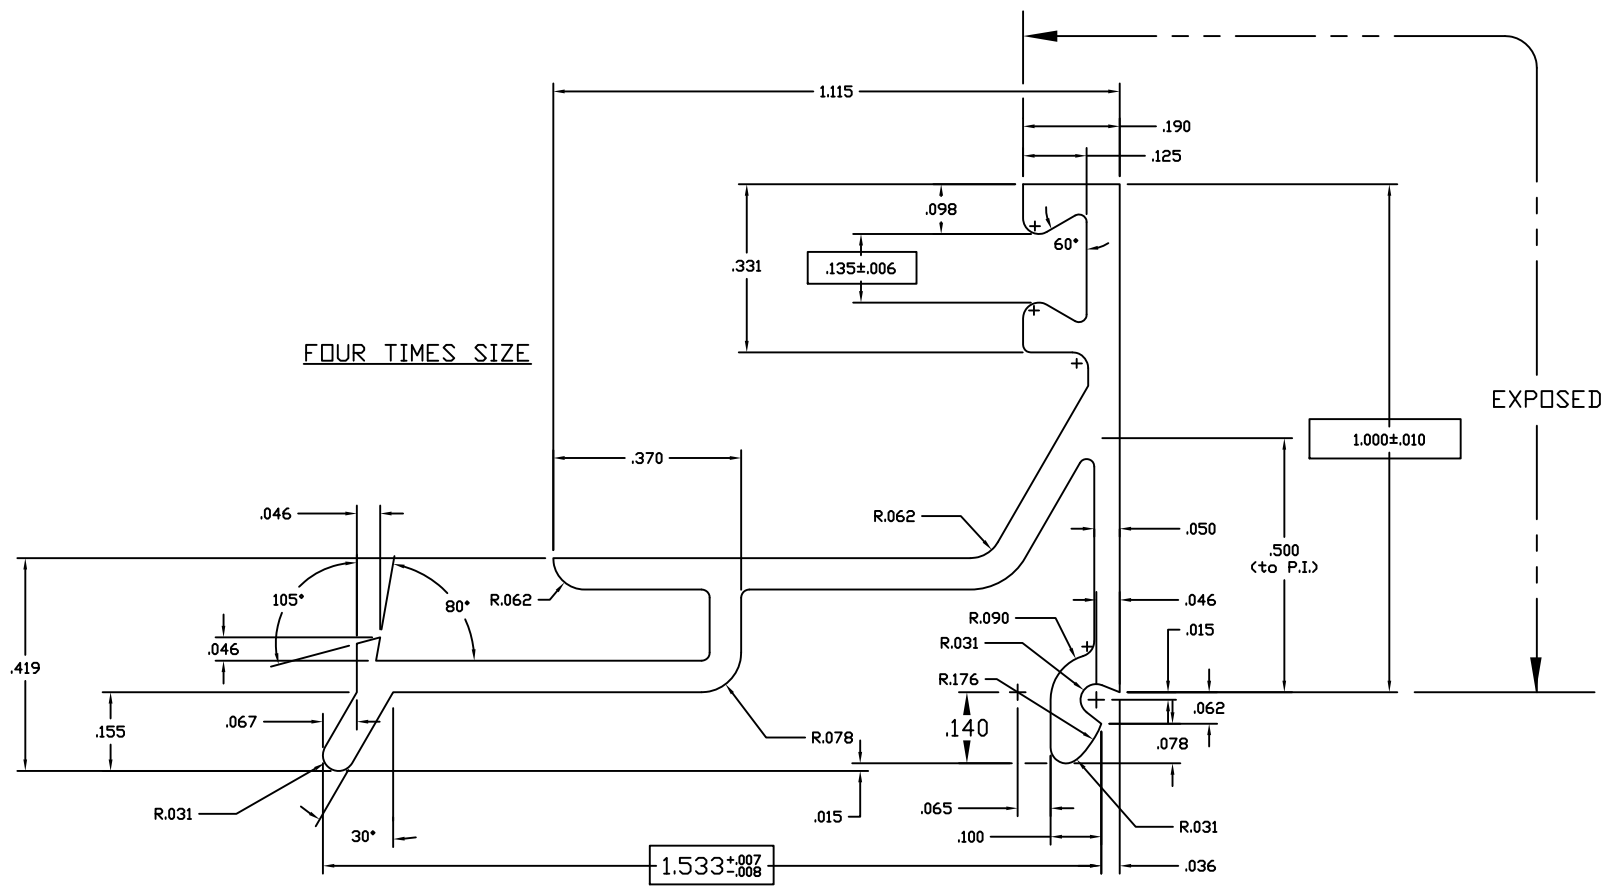 1.115
.190
.125
.098
60°
.331
.135±.006
FOUR TIMES SIZE
EXPOSED
1.000±.010
.370
.046
R.062
.050
.500
(to P.I.)
105°
80°
R.062
.046
R.090
.015
R.031
.046
.419
R.176
.062
.067
.155
.140
R.078
.078
.065
R.031
.015
R.031
30°
.100
1.533+.007
-.008
.036